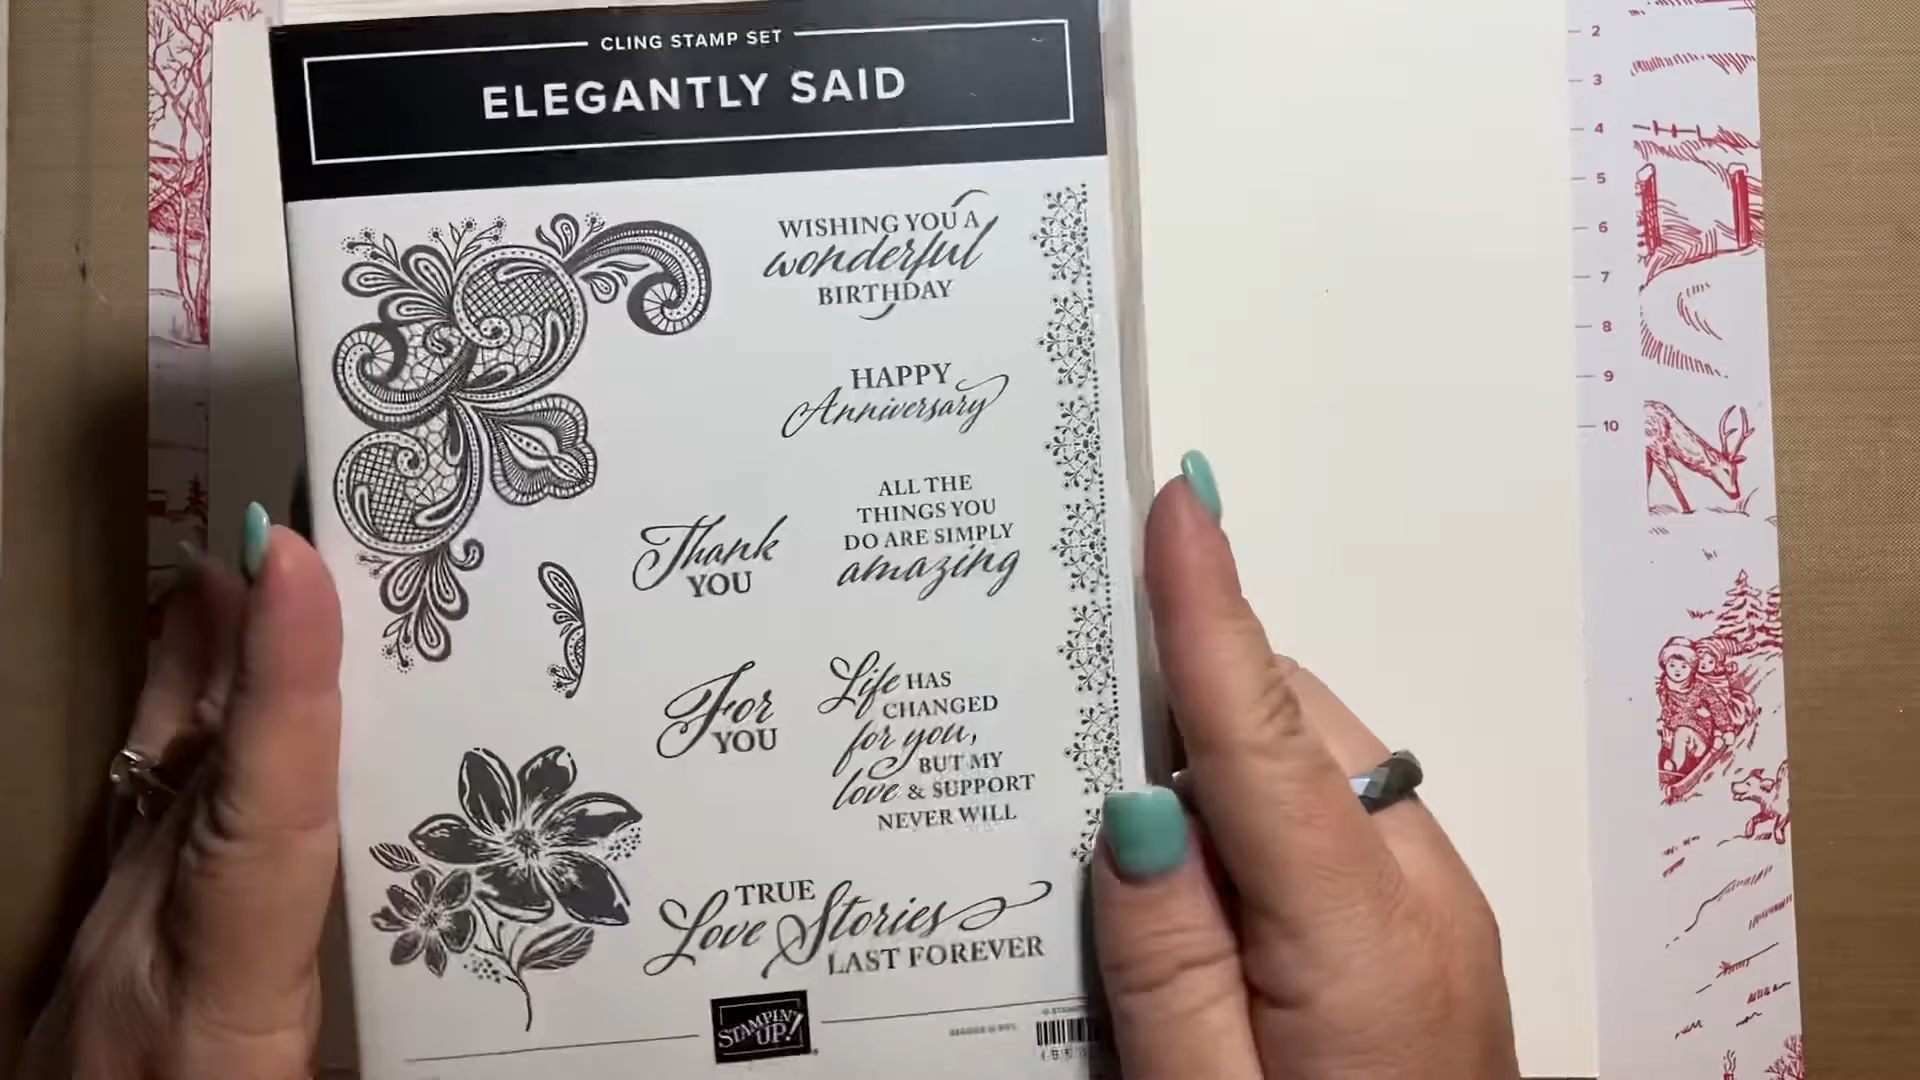 CLING STAMP SET
ELEGANTLY SAID
WISHING YOU A
wonderful
BIRTHDAY
HAPPY
Anniversary
ALL THE
THINGS YOU
DO ARE SIMPLY
amazing
Thank
YOU
For
YOU
Life HAS
CHANGED
for you,
BUT MY
love & SUPPORT
NEVER WILL
TRUE
Love Stories
LAST FOREVER
STAMPIN'
UP!
2
3
4
5
6
7
8
9
10